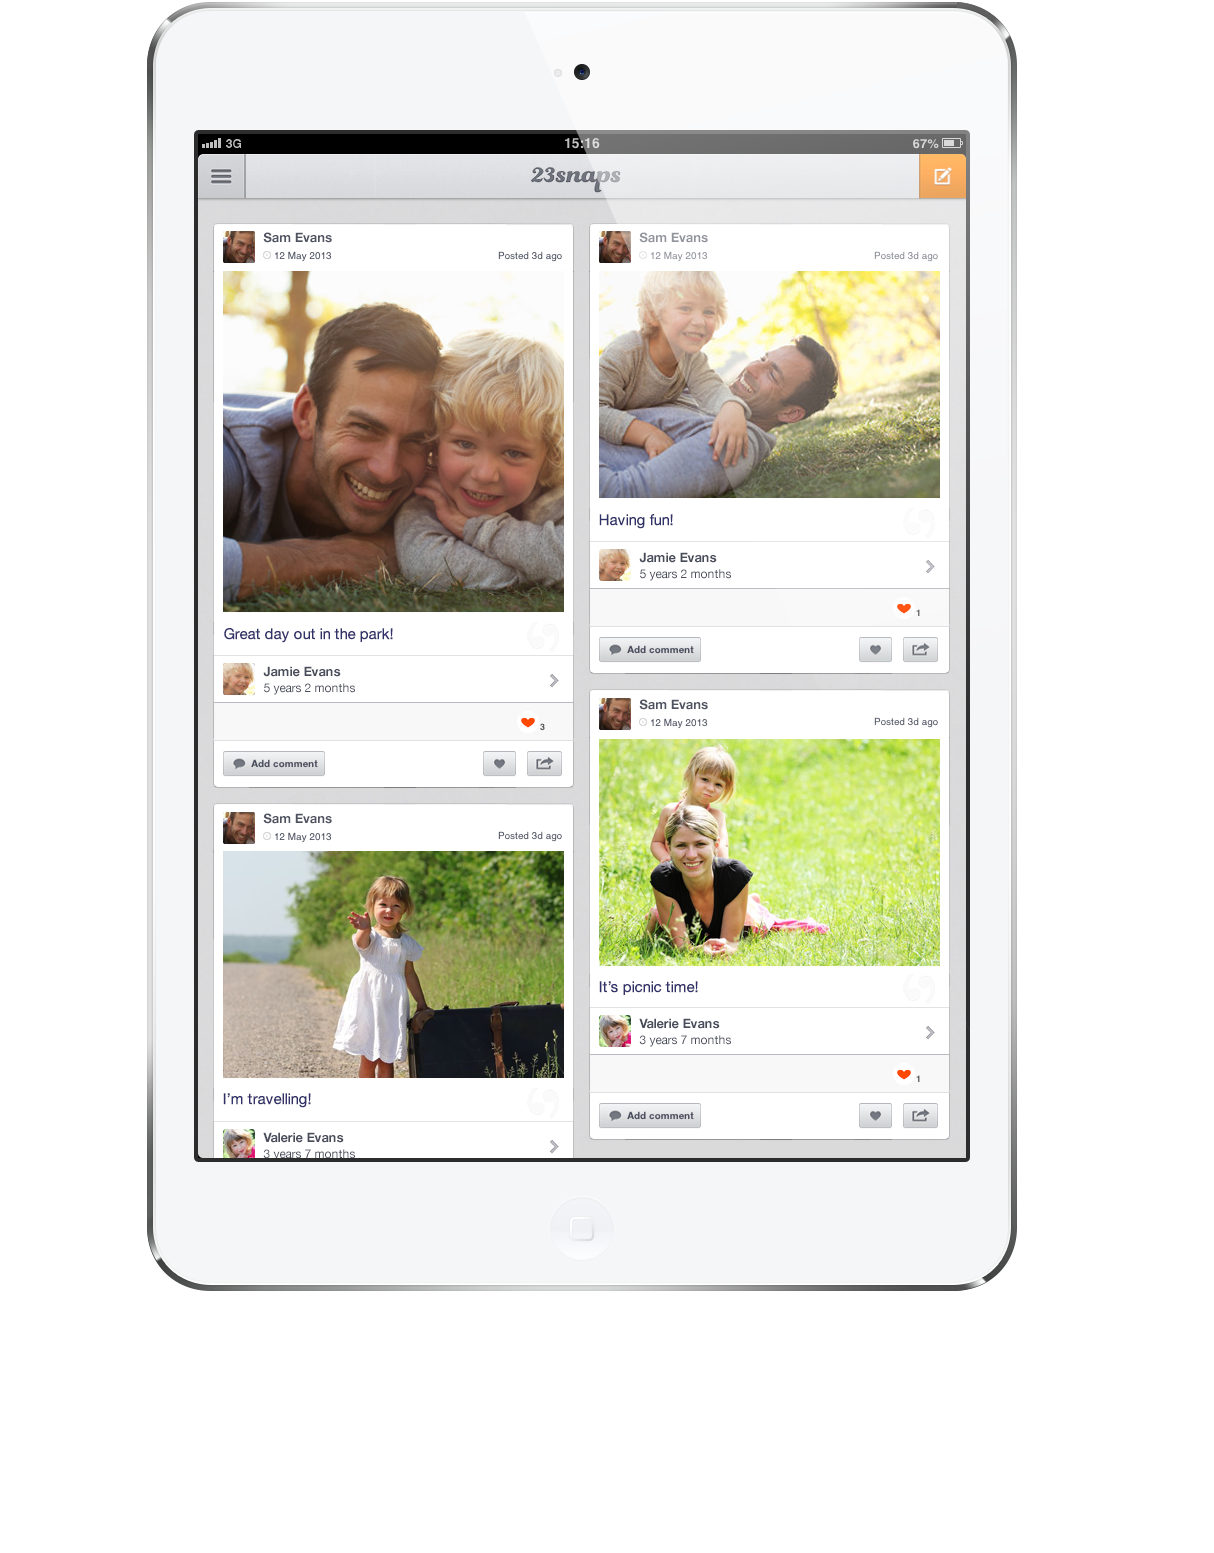 3G
15:16
67%
23snaps
Sam Evans
12 May 2013
Posted 3d ago
Great day out in the park!
Jamie Evans
5 years 2 months
3
Add comment
Sam Evans
12 May 2013
Posted 3d ago
I'm travelling!
Valerie Evans
3 years 7 months
Sam Evans
12 May 2013
Posted 3d ago
Having fun!
Jamie Evans
5 years 2 months
1
Add comment
Sam Evans
12 May 2013
Posted 3d ago
It's picnic time!
Valerie Evans
3 years 7 months
1
Add comment